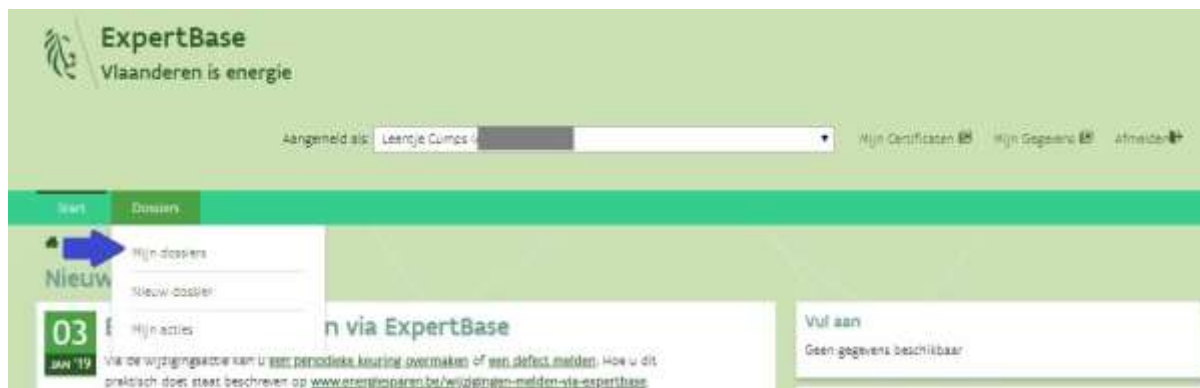 ExpertBase
Vlaanderen is energie
Aangemeld als: Leentje Cumps
Mijn Certificaten Mijn Gegevens Afmelden
Start Dossiers
Mijn dossiers
Nieuw
Nieuw dossier
Mijn acties
03
JAN '19
n via ExpertBase
Via de wijzigingsactie kan u een periodieke keuring overmaken of een defect melden. Hoe u dit
praktisch doet staat beschreven op www.energiesparen.be/wijzigingen-melden-via-expertbase
Vul aan
Geen gegevens beschikbaar